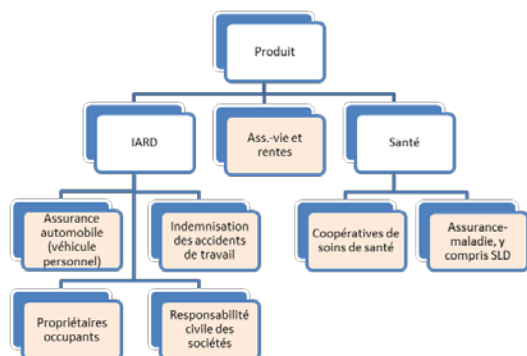 Produit
IARD
Ass.-vie et
rentes
Santé
Assurance
automobile
(véhicule
personnel)
Indemnisation
des accidents
de travail
Coopératives de
soins de santé
Assurance-
maladie, y
compris SLD
Propriétaires
occupants
Responsabilité
civile des
sociétés